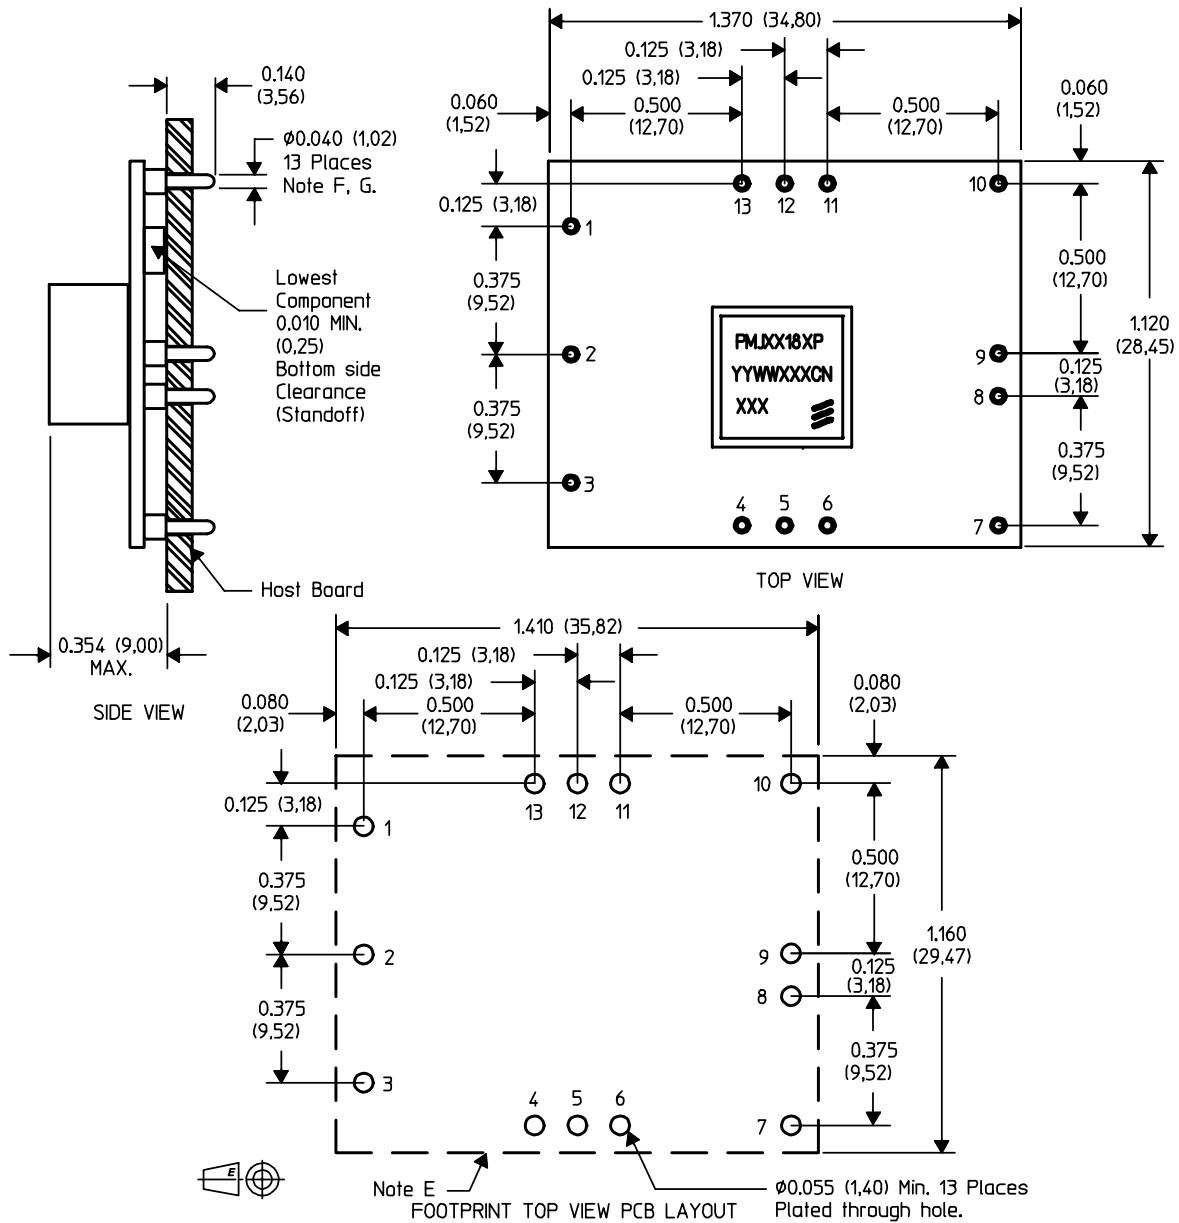 1.370 (34,80)
0.125 (3,18)
0.125 (3,18)
0.140
(3,56)
0.060
(1,52)
0.500
(12,70)
0.500
(12,70)
0.060
(1,52)
Ø0.040 (1,02)
13 Places
Note F, G.
0.125 (3,18)
13 12 11
10
1
0.375
(9,52)
0.500
(12,70)
Lowest
Component
0.010 MIN.
(0,25)
Bottom side
Clearance
(Standoff)
1.120
(28,45)
PMJXX18XP
YYWWXXXCN
XXX
2
9
0.125
(3,18)
8
0.375
(9,52)
0.375
(9,52)
3
4 5 6
7
TOP VIEW
Host Board
0.354 (9,00)
MAX.
SIDE VIEW
1.410 (35,82)
0.125 (3,18)
0.125 (3,18)
0.080
(2,03)
0.500
(12,70)
0.500
(12,70)
0.080
(2,03)
0.125 (3,18)
13 12 11
10
1
0.375
(9,52)
0.500
(12,70)
1.160
(29,47)
2
9
0.125
(3,18)
8
0.375
(9,52)
0.375
(9,52)
3
4 5 6
7
E
Note E
FOOTPRINT TOP VIEW PCB LAYOUT
Ø0.055 (1,40) Min. 13 Places
Plated through hole.